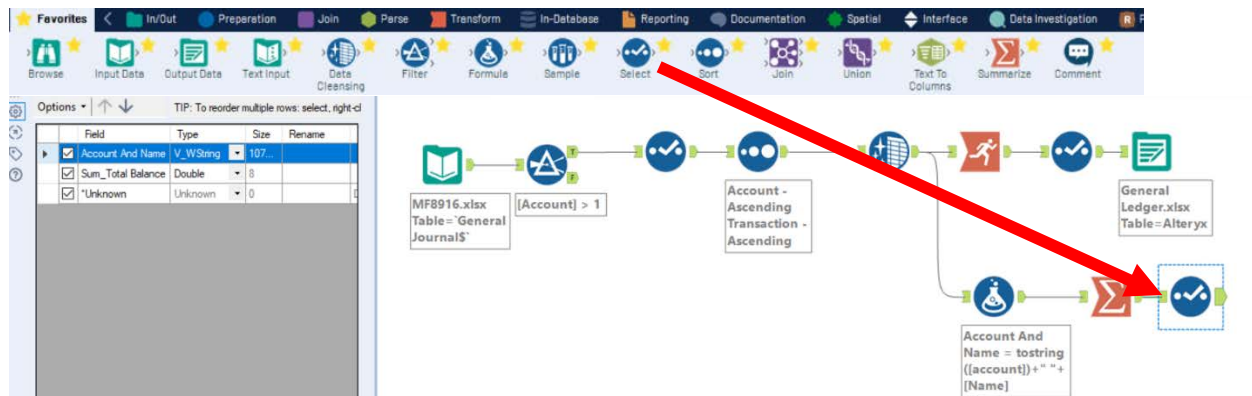 Favorites In/Out Preparation Join Parse Transform In-Database Reporting Documentation Spatial Interface Data Investigation R P
Browse Input Data Output Data Text Input Data Cleansing Filter Formula Sample Select Sort Join Union Text To Columns Summarize Comment
Options TIP: To reorder multiple rows: select, right-cl
Field Type Size Rename
Account And Name V_WString 107...
Sum_Total Balance Double 8
*Unknown Unknown 0 D
T
F
MF8916.xlsx
Table=`General
Journal$`
[Account] > 1
Account -
Ascending
Transaction -
Ascending
General
Ledger.xlsx
Table=Alteryx
Account And
Name = tostring
([account])+" "+
[Name]